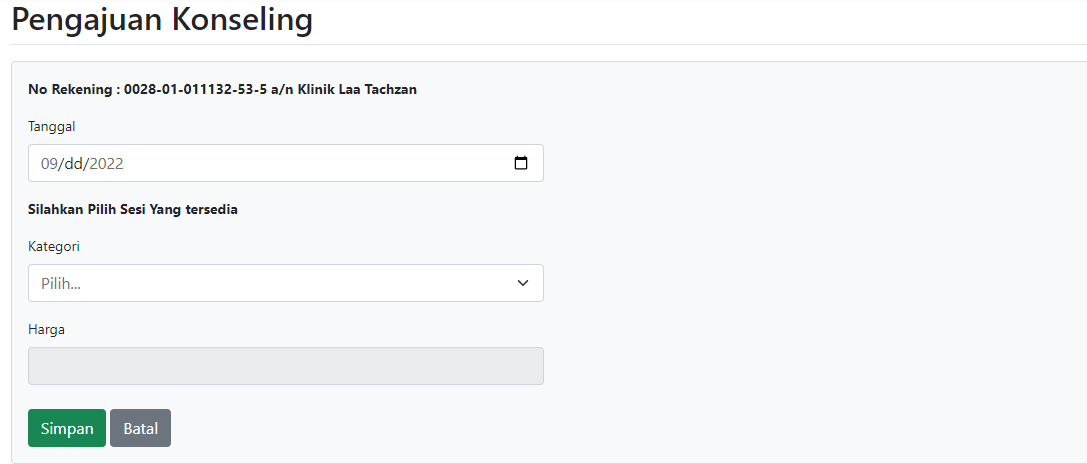 Pengajuan Konseling
No Rekening : 0028-01-011132-53-5 a/n Klinik Laa Tachzan
Tanggal
09/dd/2022
Silahkan Pilih Sesi Yang tersedia
Kategori
Pilih...
Harga
Simpan Batal